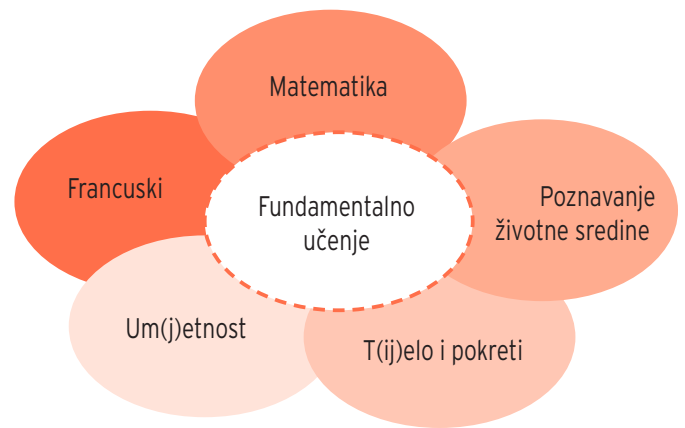 Matematika
Francuski
Fundamentalno
učenje
Poznavanje
životne sredine
Um(j)etnost
T(ij)elo i pokreti